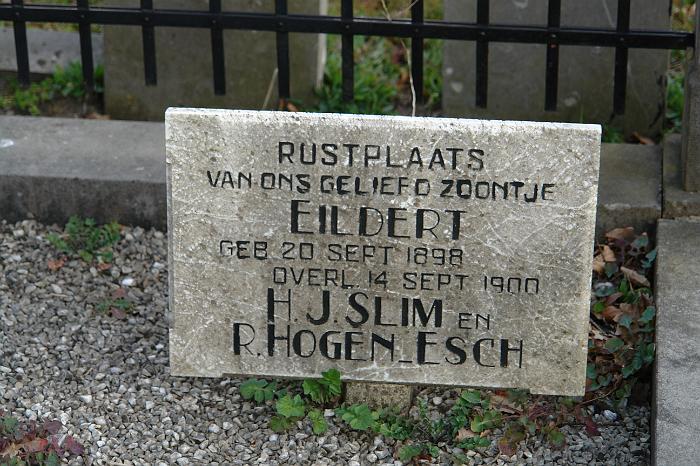 RUSTPLAATS
VAN ONS GELIEFD ZOONTJE
EILDERT
GEB 20 SEPT 1898
OVERL. 14 SEPT 1900
H.J. SLIM EN
R. HOGEN_ESCH